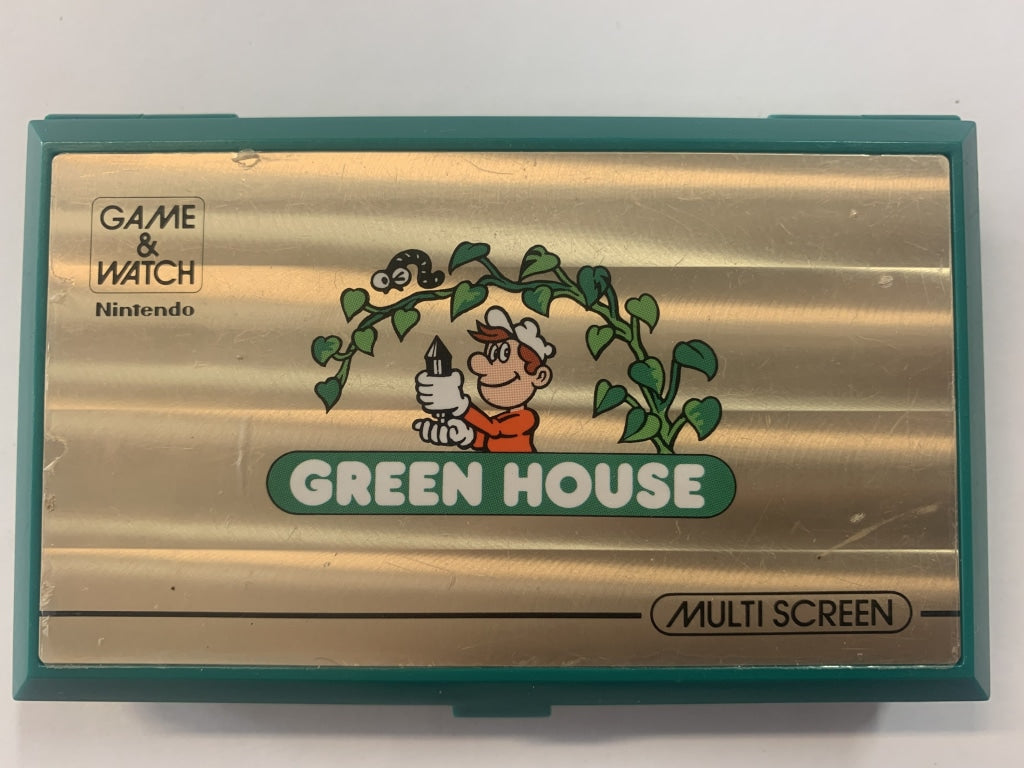 GAME
&
WATCH
Nintendo
GREEN HOUSE
MULTI SCREEN